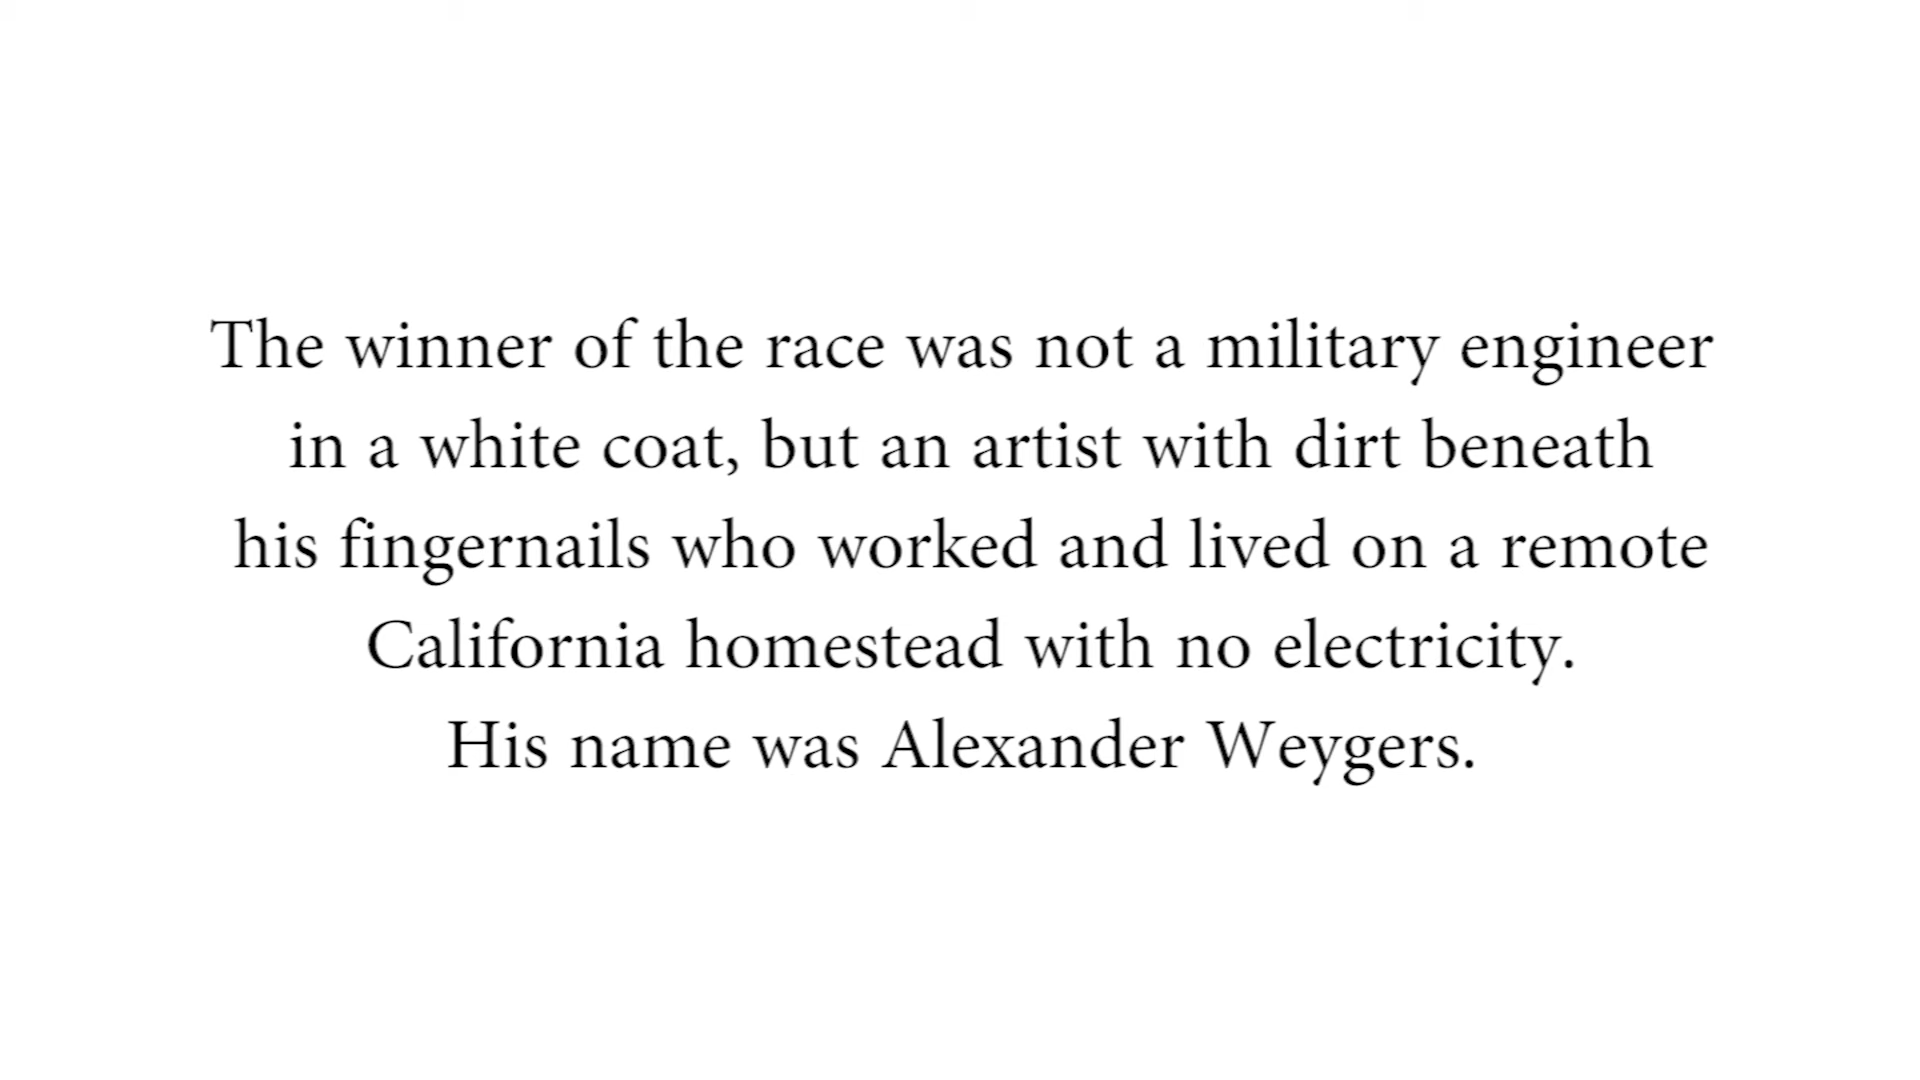 The winner of the race was not a military engineer
in a white coat, but an artist with dirt beneath
his fingernails who worked and lived on a remote
California homestead with no electricity.
His name was Alexander Weygers.